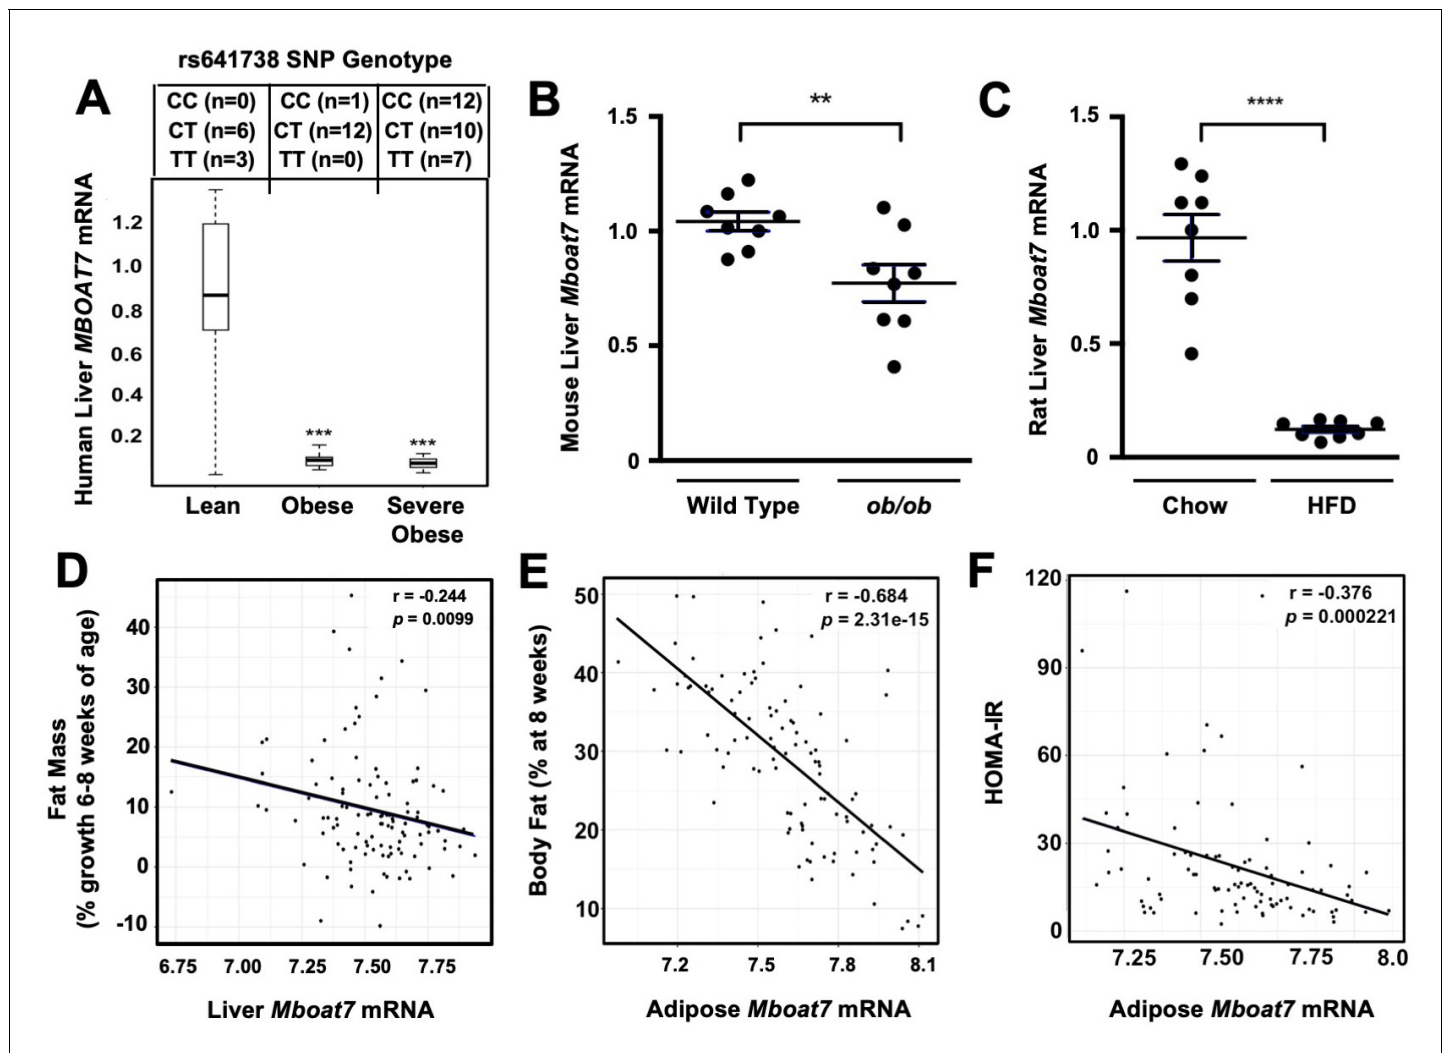 rs641738 SNP Genotype
A
CC (n=0) CC (n=1) CC (n=12)
CT (n=6) CT (n=12) CT (n=10)
TT (n=3) TT (n=0) TT (n=7)
Human Liver MBOAT7 mRNA
1.2
1.0
0.8
0.6
0.4
0.2
***
***
Lean Obese Severe
Obese
B
**
Mouse Liver Mboat7 mRNA
1.5
1.0
0.5
0
Wild Type ob/ob
C
****
Rat Liver Mboat7 mRNA
1.5
1.0
0.5
0
Chow HFD
D
r = -0.244
p = 0.0099
Fat Mass
(% growth 6-8 weeks of age)
40
30
20
10
0
-10
6.75 7.00 7.25 7.50 7.75
Liver Mboat7 mRNA
E
r = -0.684
p = 2.31e-15
Body Fat (% at 8 weeks)
50
40
30
20
10
7.2 7.5 7.8 8.1
Adipose Mboat7 mRNA
F
r = -0.376
p = 0.000221
HOMA-IR
120
90
60
30
0
7.25 7.50 7.75 8.0
Adipose Mboat7 mRNA